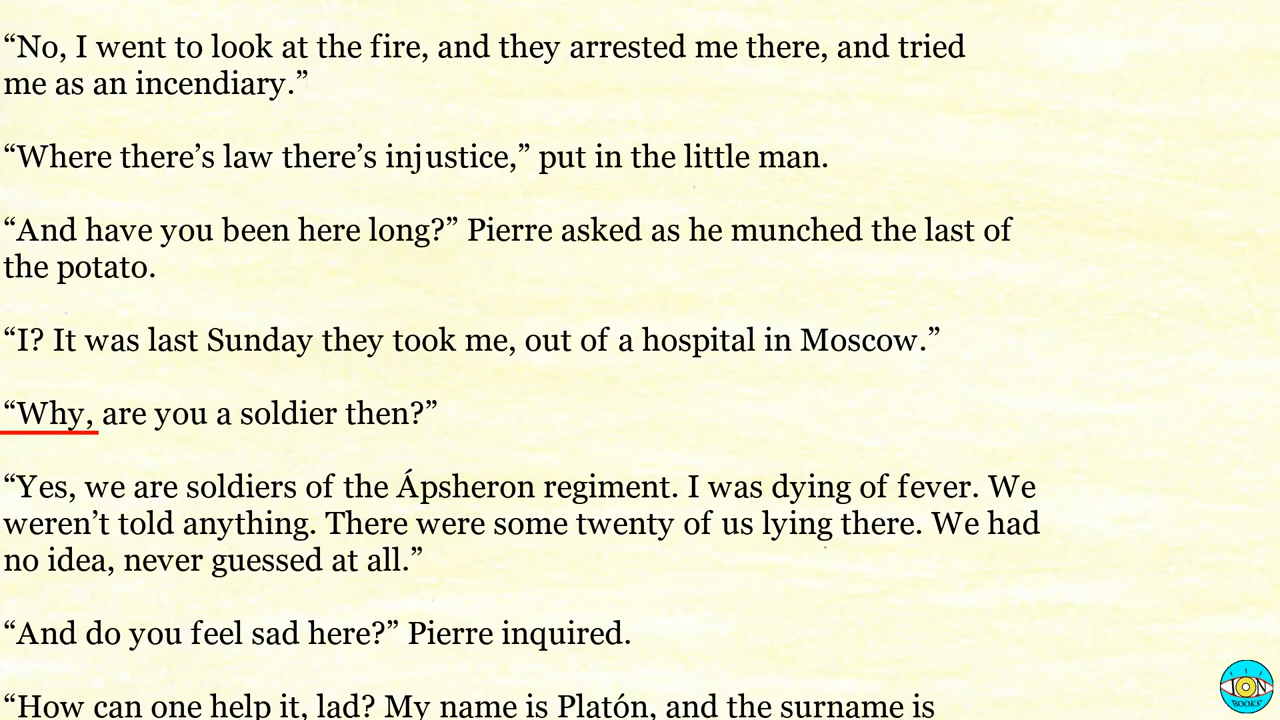 “No, I went to look at the fire, and they arrested me there, and tried
me as an incendiary.”
“Where there’s law there’s injustice,” put in the little man.
“And have you been here long?” Pierre asked as he munched the last of
the potato.
“I? It was last Sunday they took me, out of a hospital in Moscow.”
“Why, are you a soldier then?”
“Yes, we are soldiers of the Ápsheron regiment. I was dying of fever. We
weren’t told anything. There were some twenty of us lying there. We had
no idea, never guessed at all.”
“And do you feel sad here?” Pierre inquired.
“How can one help it, lad? My name is Platón, and the surname is
ION
BOOKS